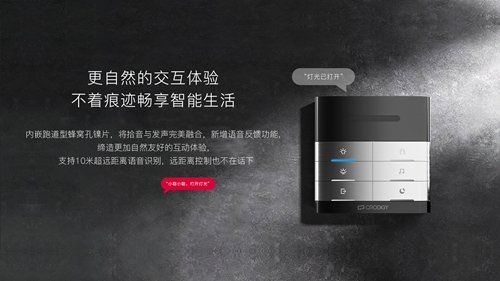 更自然的交互体验
不着痕迹畅享智能生活
内嵌跑道型蜂窝孔镍片，将拾音与发声完美融合，新增语音反馈功能，
缔造更加自然友好的互动体验，
支持10米超远距离语音识别，远距离控制也不在话下
“小聪小聪，打开灯光”
“灯光已打开”
ORODIGY